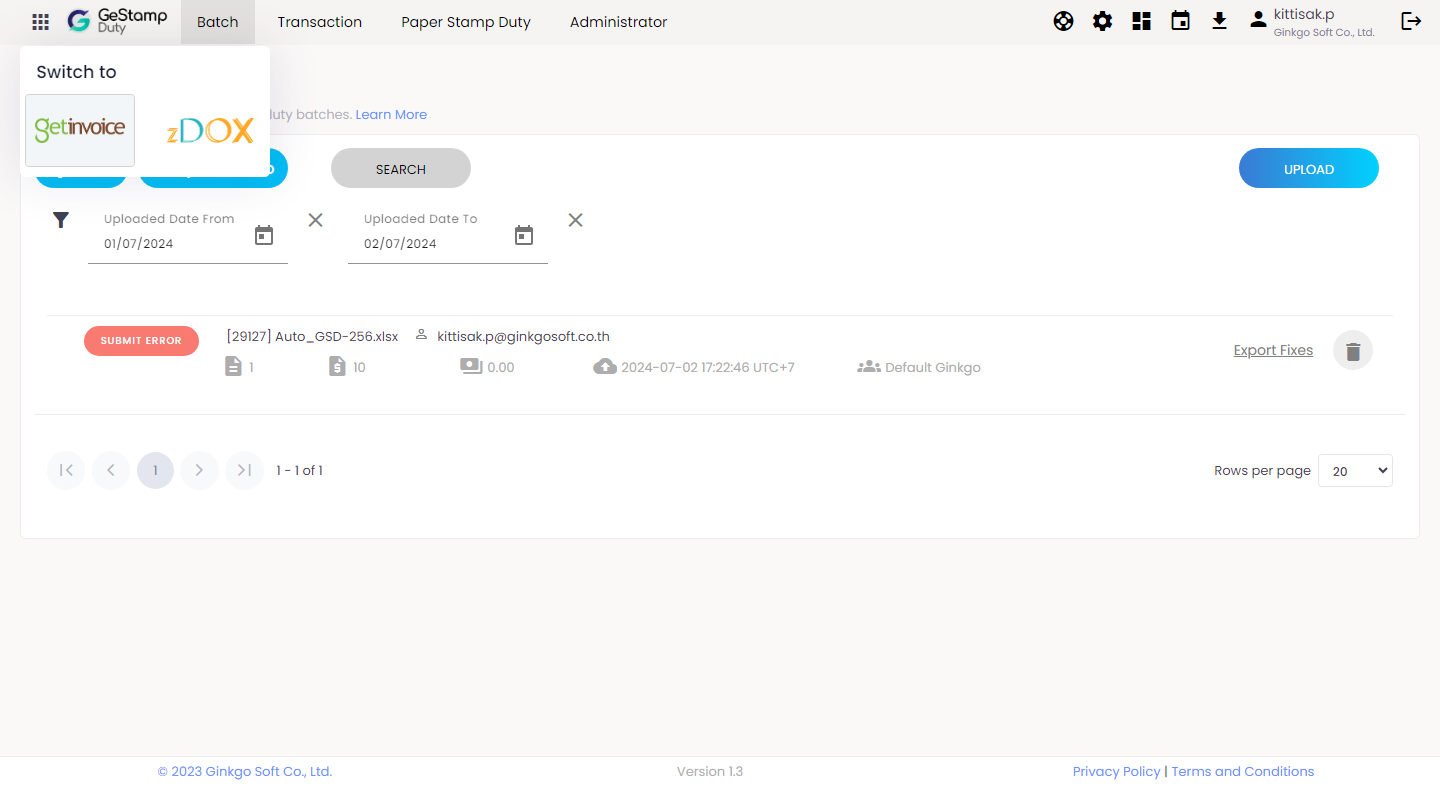 GeStamp
Duty
Batch
Transaction
Paper Stamp Duty
Administrator
kittisak.p
Ginkgo Soft Co., Ltd.
Switch to
getinvoice
zDOX
duty batches. Learn More
SEARCH
UPLOAD
Uploaded Date From
01/07/2024
Uploaded Date To
02/07/2024
SUBMIT ERROR
[29127] Auto_GSD-256.xlsx
kittisak.p@ginkgosoft.co.th
1
10
0.00
2024-07-02 17:22:46 UTC+7
Default Ginkgo
Export Fixes
1
1 - 1 of 1
Rows per page
20
© 2023 Ginkgo Soft Co., Ltd.
Version 1.3
Privacy Policy | Terms and Conditions